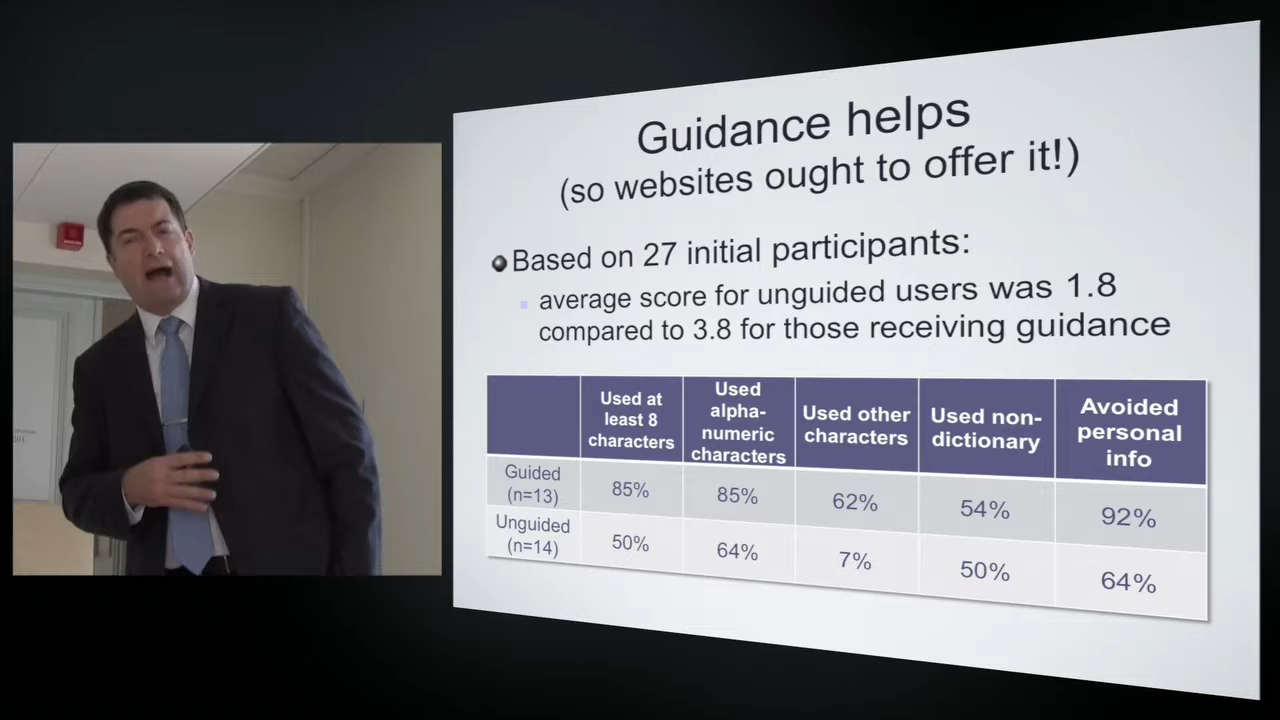 Guidance helps
(so websites ought to offer it!)
Based on 27 initial participants:
average score for unguided users was 1.8
compared to 3.8 for those receiving guidance
Used at
least 8
characters
Used
alpha-
numeric
characters
Used other
characters
Used non-
dictionary
Avoided
personal
info
Guided
(n=13)
85%
85%
62%
54%
92%
Unguided
(n=14)
50%
64%
7%
50%
64%